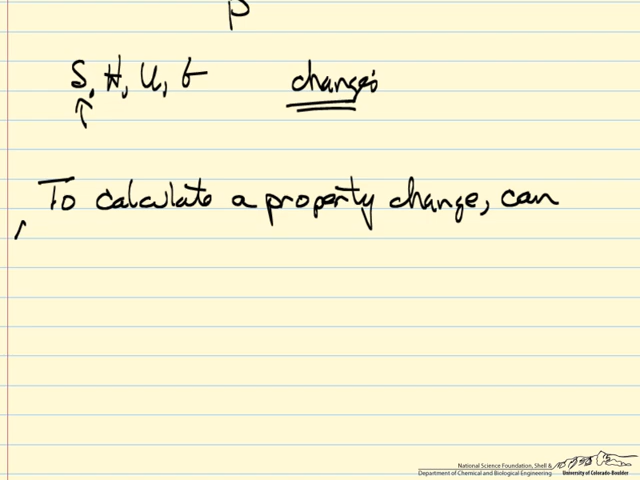 P
S, H, U, G changes
To calculate a property change, can
National Science Foundation, Shell &
Department of Chemical and Biological Engineering University of Colorado-Boulder